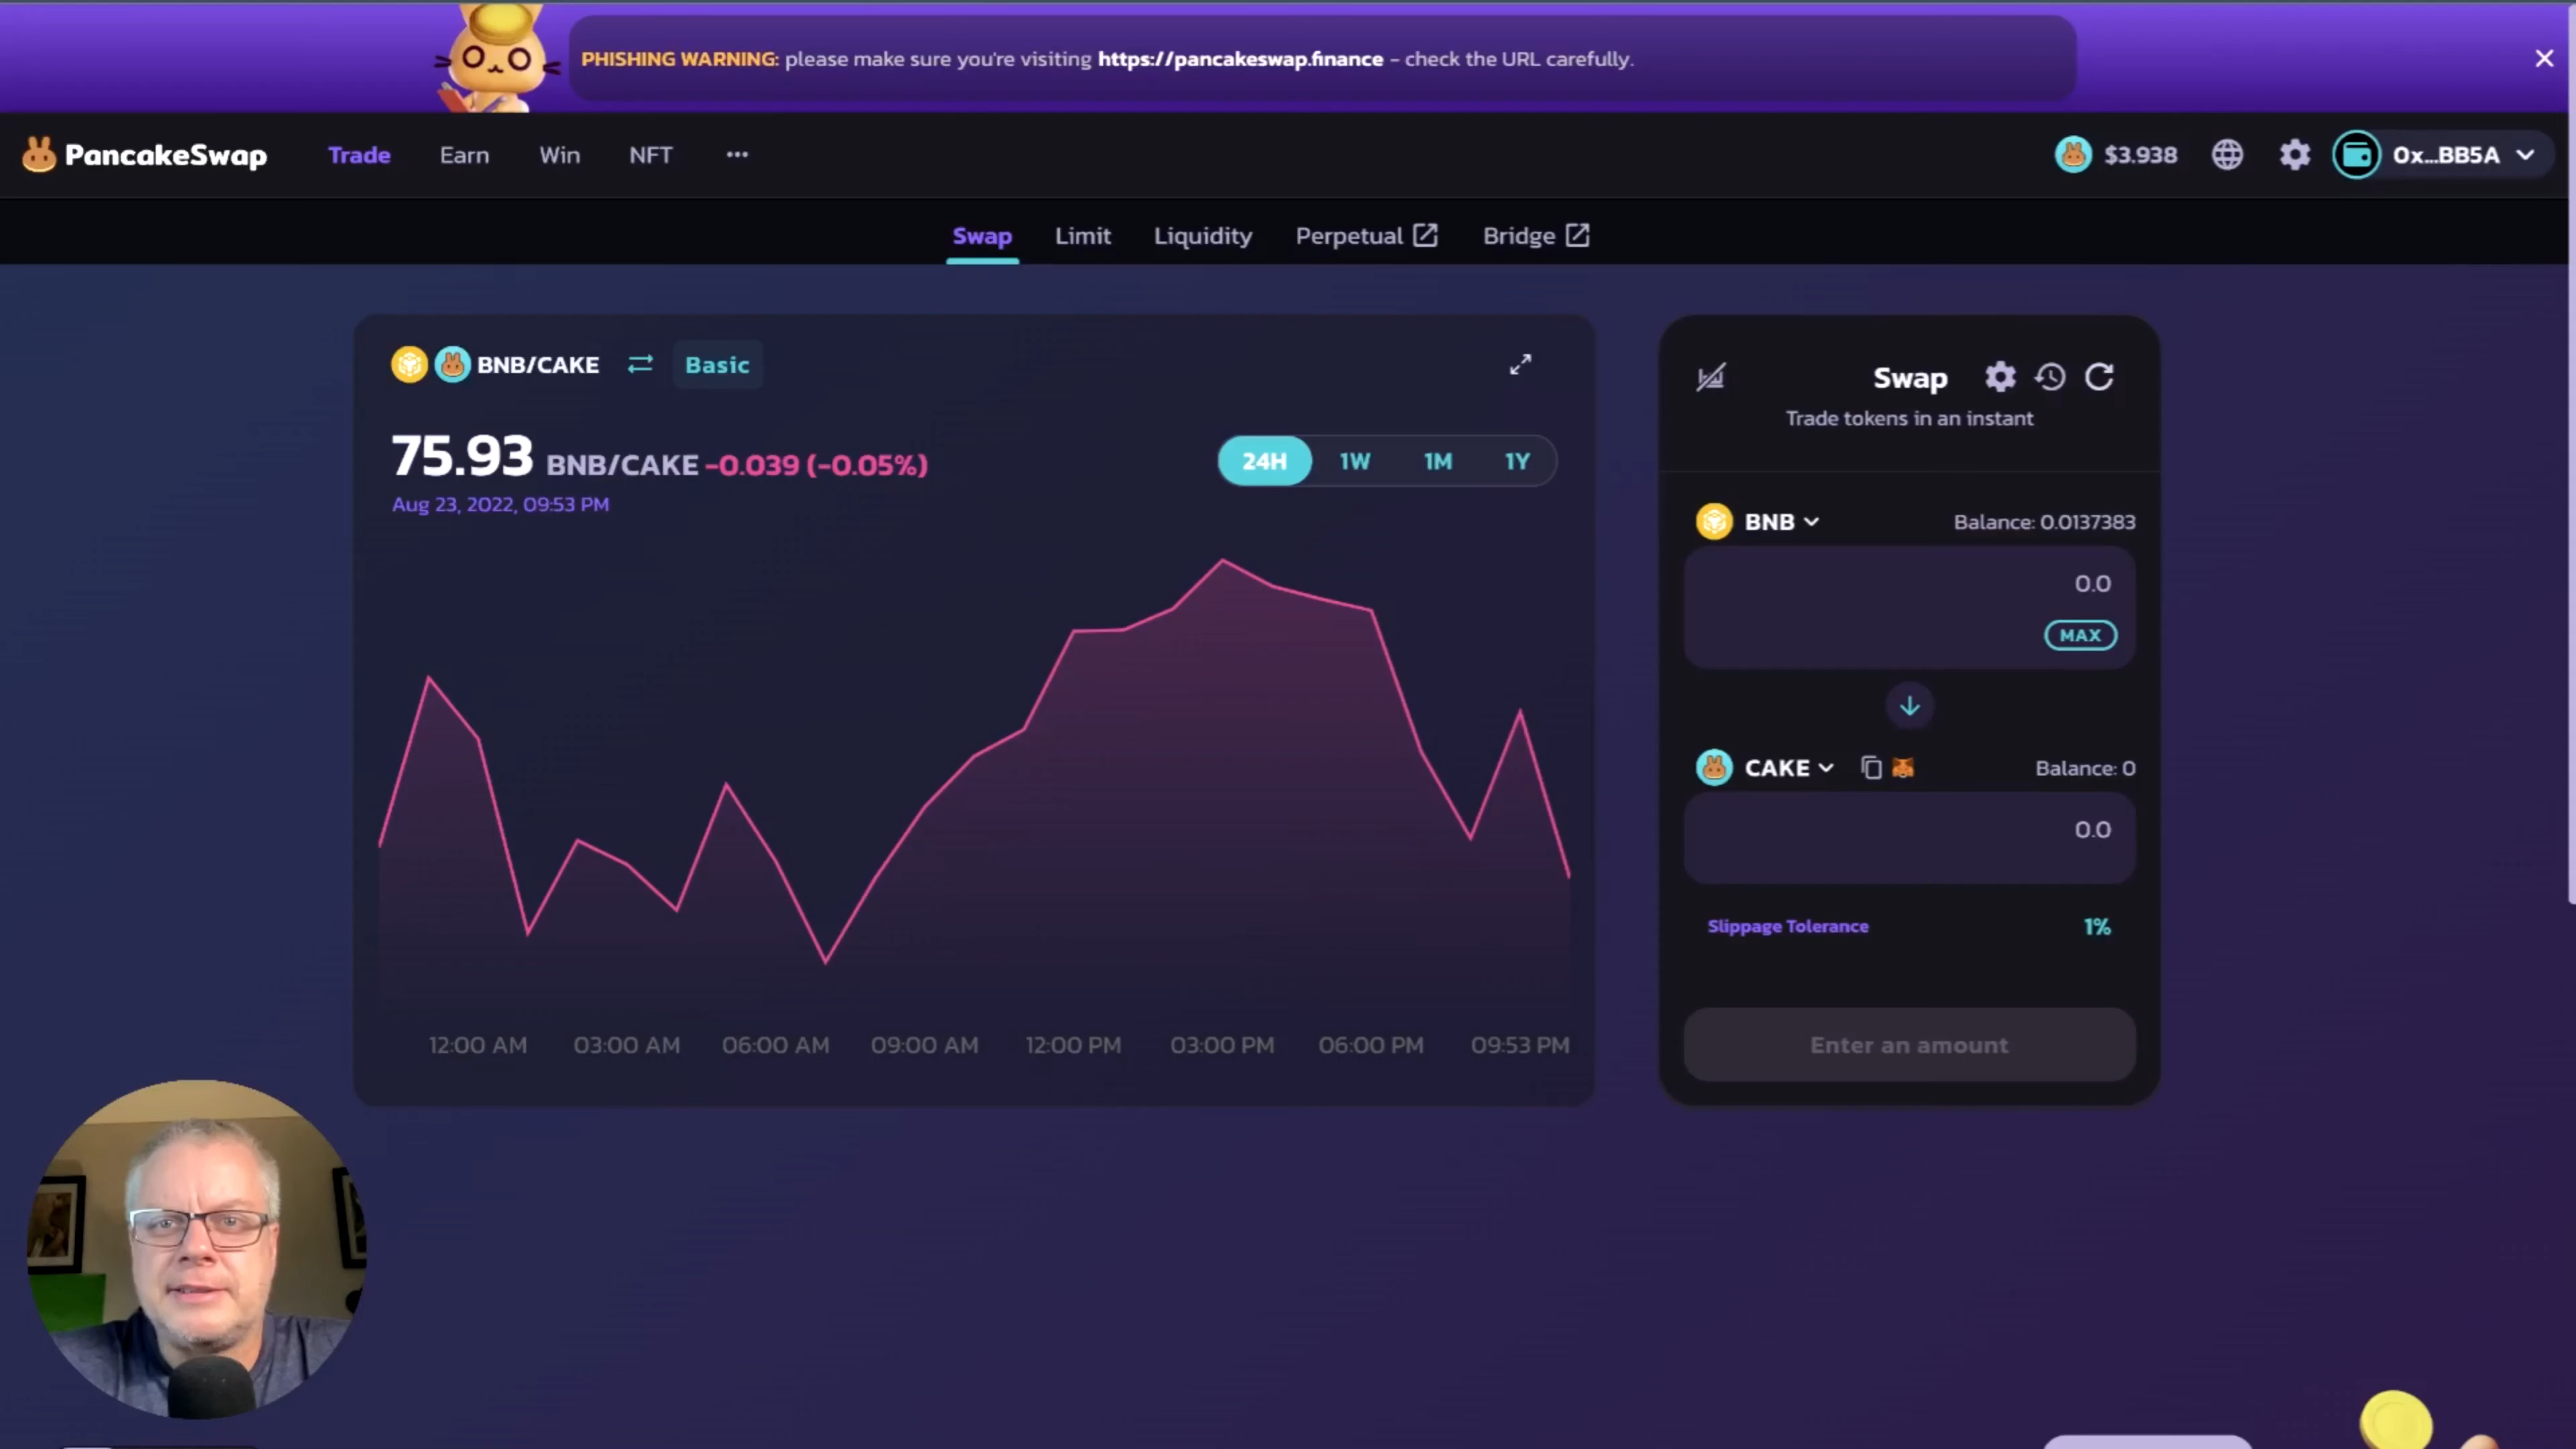 PHISHING WARNING: please make sure you're visiting https://pancakeswap.finance - check the URL carefully.
PancakeSwap Trade Earn Win NFT $3.938 0x...BB5A
Swap Limit Liquidity Perpetual Bridge
BNB/CAKE Basic
75.93 BNB/CAKE -0.039 (-0.05%)
Aug 23, 2022, 09:53 PM
24H 1W 1M 1Y
12:00 AM 03:00 AM 06:00 AM 09:00 AM 12:00 PM 03:00 PM 06:00 PM 09:53 PM
Swap
Trade tokens in an instant
BNB Balance: 0.0137383
0.0
MAX
CAKE Balance: 0
0.0
Slippage Tolerance 1%
Enter an amount